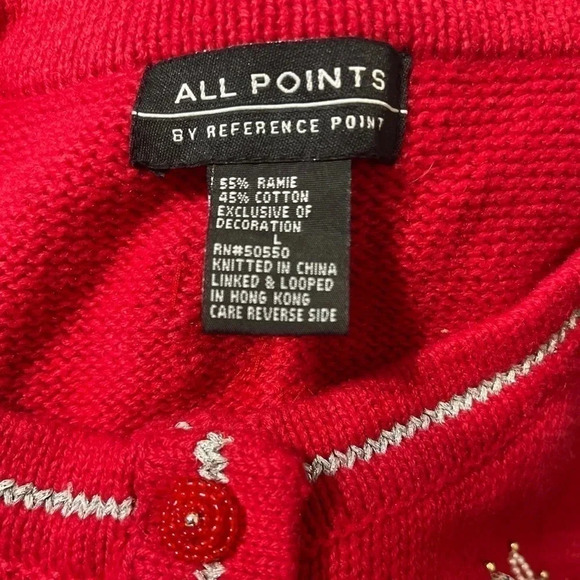 ALL POINTS
BY REFERENCE POINT
55% RAMIE
45% COTTON
EXCLUSIVE OF
DECORATION
L
RN#50550
KNITTED IN CHINA
LINKED & LOOPED
IN HONG KONG
CARE REVERSE SIDE